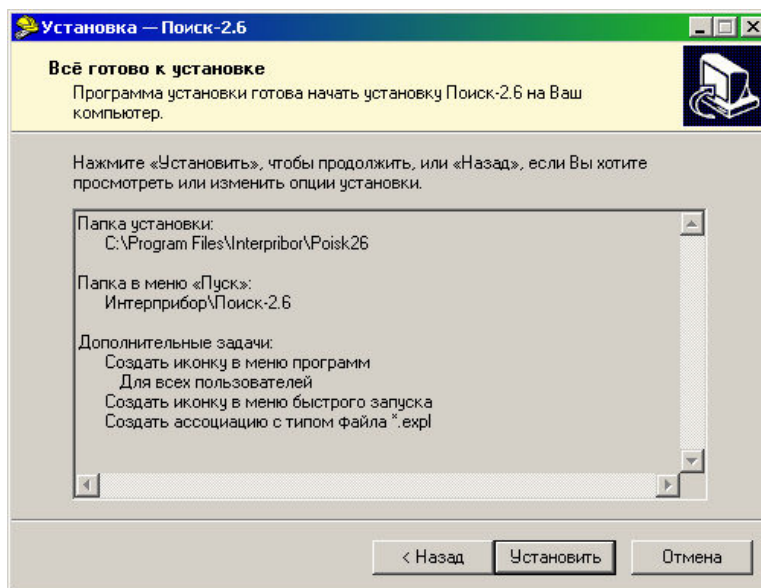 Установка — Поиск-2.6
Всё готово к установке
Программа установки готова начать установку Поиск-2.6 на Ваш
компьютер.
Нажмите «Установить», чтобы продолжить, или «Назад», если Вы хотите
просмотреть или изменить опции установки.
Папка установки:
C:\Program Files\Interpribor\Poisk26
Папка в меню «Пуск»:
Интерприбор\Поиск-2.6
Дополнительные задачи:
Создать иконку в меню программ
Для всех пользователей
Создать иконку в меню быстрого запуска
Создать ассоциацию с типом файла *.expl
< Назад
Установить
Отмена